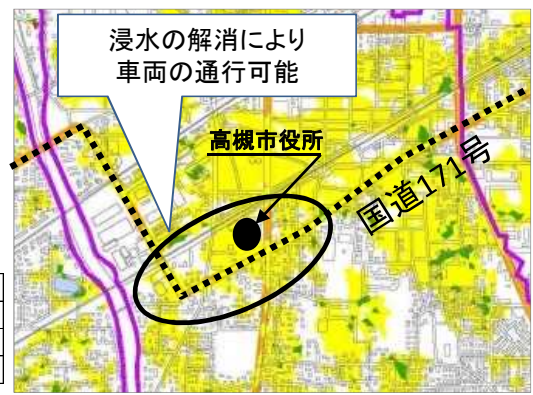 浸水の解消により
車両の通行可能
高槻市役所
国道171号